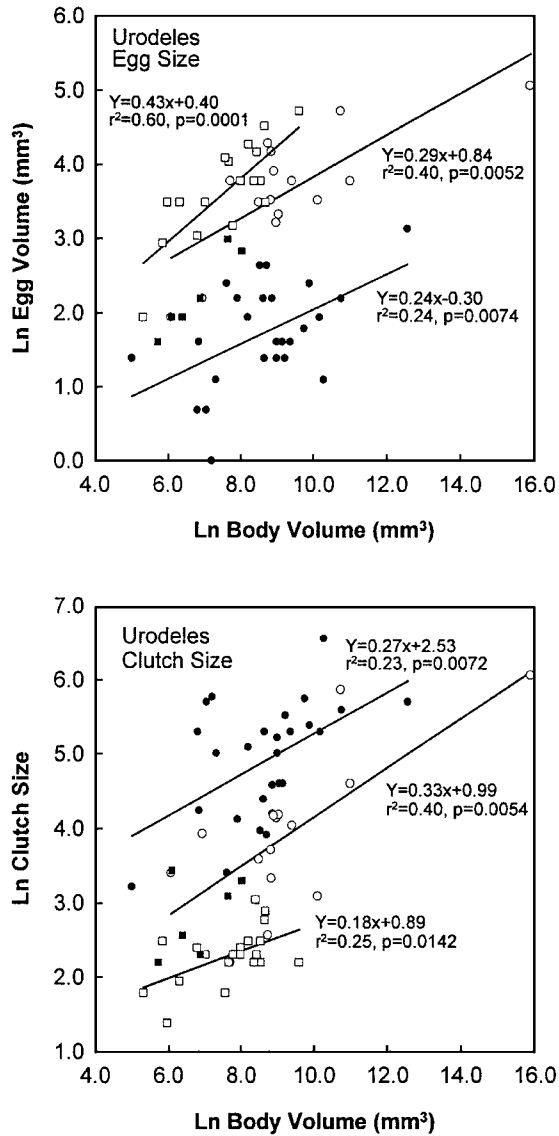 Urodeles
Egg Size
6.0
5.0
4.0
3.0
2.0
1.0
0.0
Ln Egg Volume (mm³)
Y=0.43x+0.40
r²=0.60, p=0.0001
Y=0.29x+0.84
r²=0.40, p=0.0052
Y=0.24x-0.30
r²=0.24, p=0.0074
4.0 6.0 8.0 10.0 12.0 14.0 16.0
Ln Body Volume (mm³)
Urodeles
Clutch Size
7.0
6.0
5.0
4.0
3.0
2.0
1.0
Ln Clutch Size
Y=0.27x+2.53
r²=0.23, p=0.0072
Y=0.33x+0.99
r²=0.40, p=0.0054
Y=0.18x+0.89
r²=0.25, p=0.0142
4.0 6.0 8.0 10.0 12.0 14.0 16.0
Ln Body Volume (mm³)